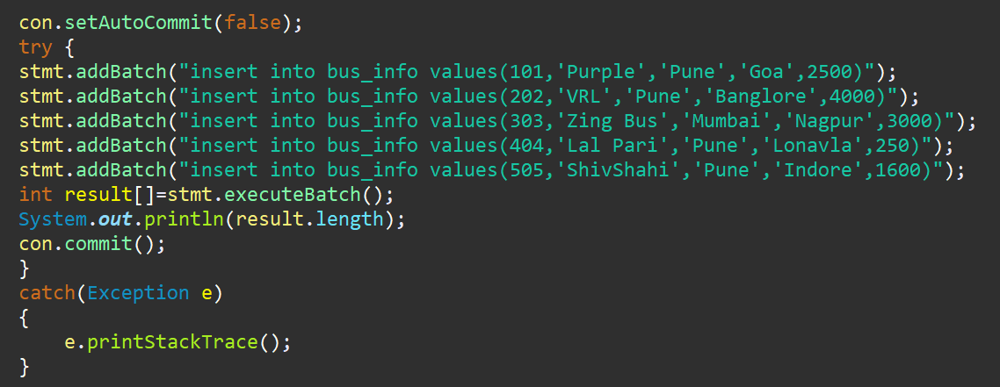 con.setAutoCommit(false);
try {
stmt.addBatch("insert into bus_info values(101,'Purple','Pune','Goa',2500)");
stmt.addBatch("insert into bus_info values(202,'VRL','Pune','Banglore',4000)");
stmt.addBatch("insert into bus_info values(303,'Zing Bus','Mumbai','Nagpur',3000)");
stmt.addBatch("insert into bus_info values(404,'Lal Pari','Pune','Lonavla',250)");
stmt.addBatch("insert into bus_info values(505,'ShivShahi','Pune','Indore',1600)");
int result[]=stmt.executeBatch();
System.out.println(result.length);
con.commit();
}
catch(Exception e)
{
    e.printStackTrace();
}